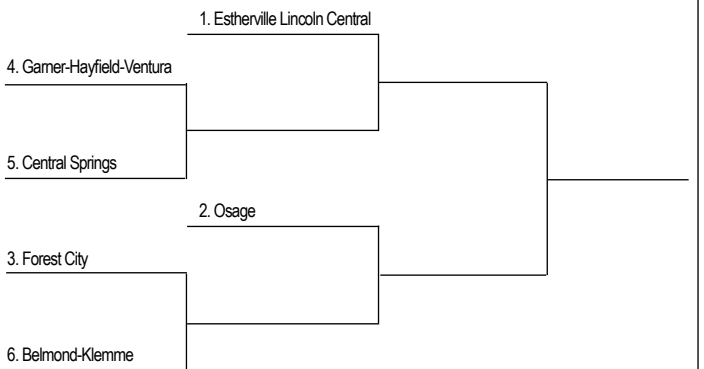 1. Estherville Lincoln Central
4. Garner-Hayfield-Ventura
5. Central Springs
2. Osage
3. Forest City
6. Belmond-Klemme